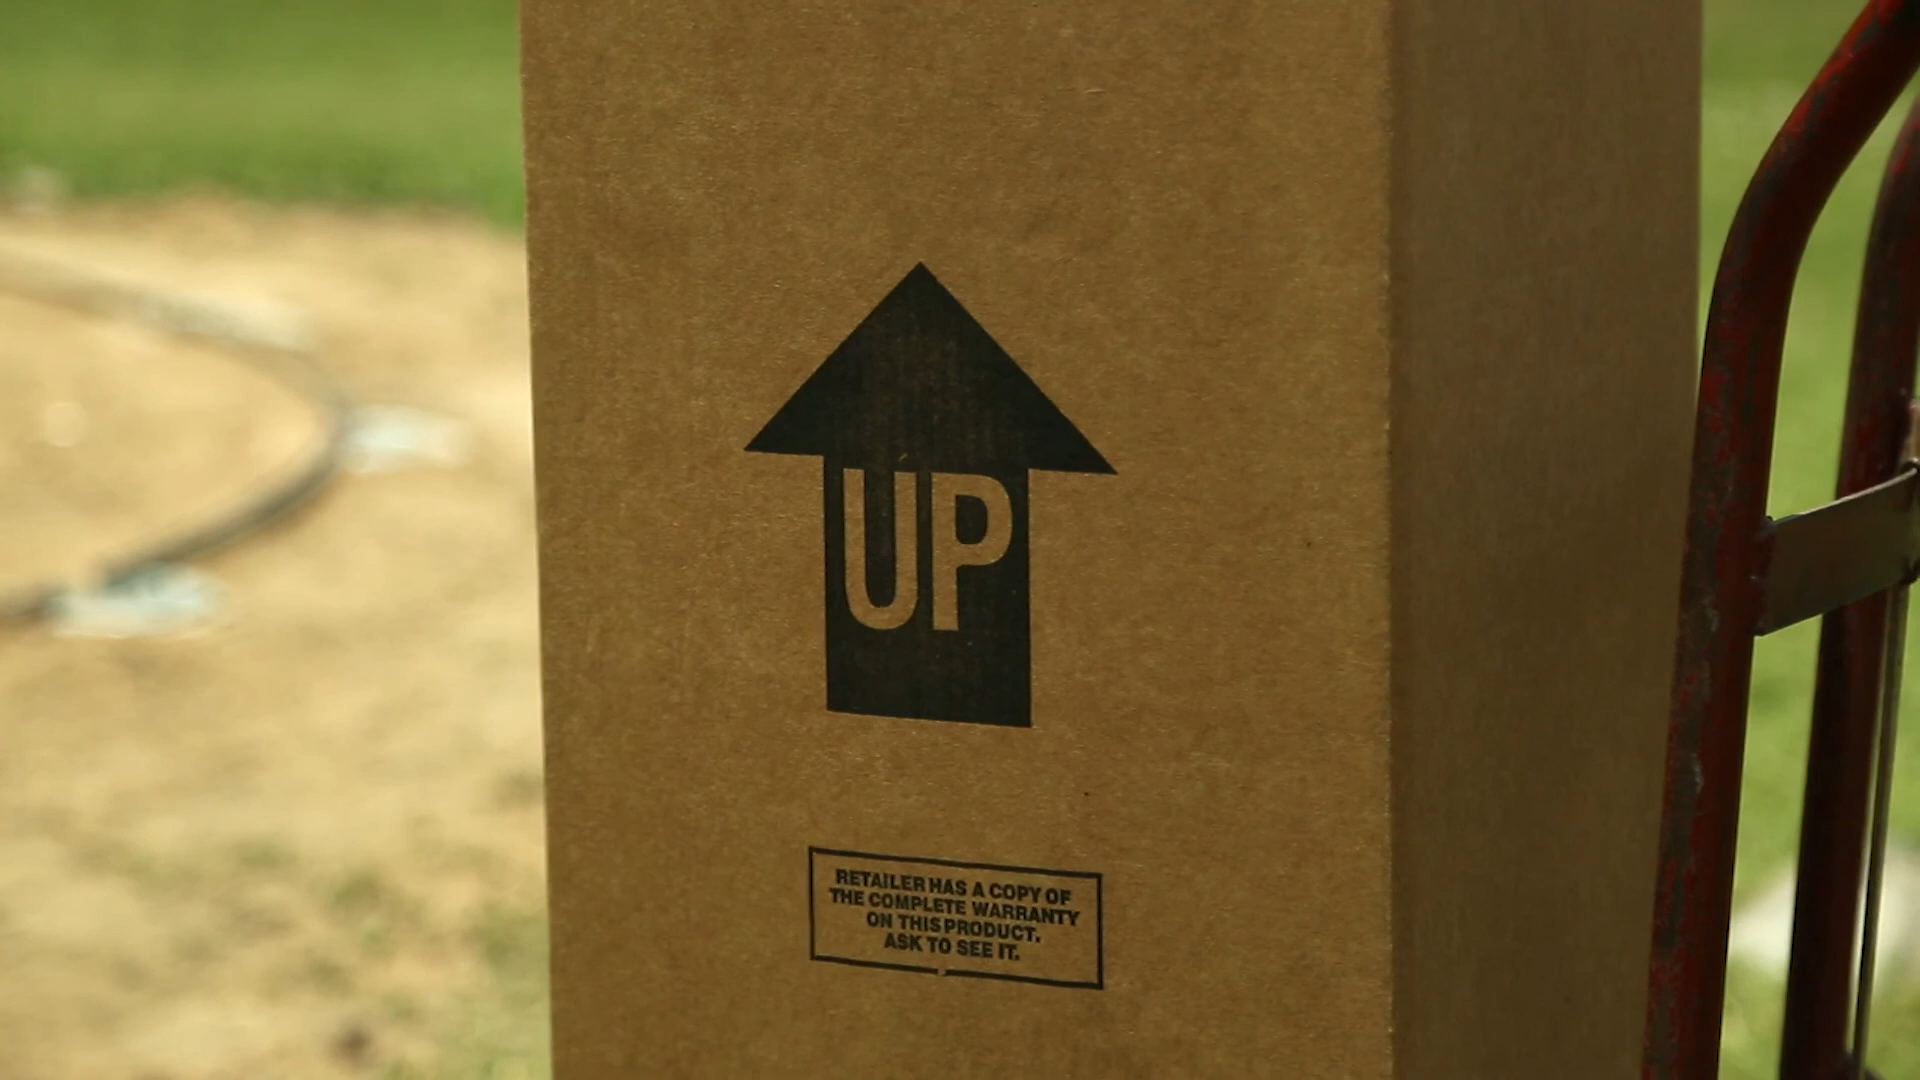 UP
RETAILER HAS A COPY OF
THE COMPLETE WARRANTY
ON THIS PRODUCT.
ASK TO SEE IT.